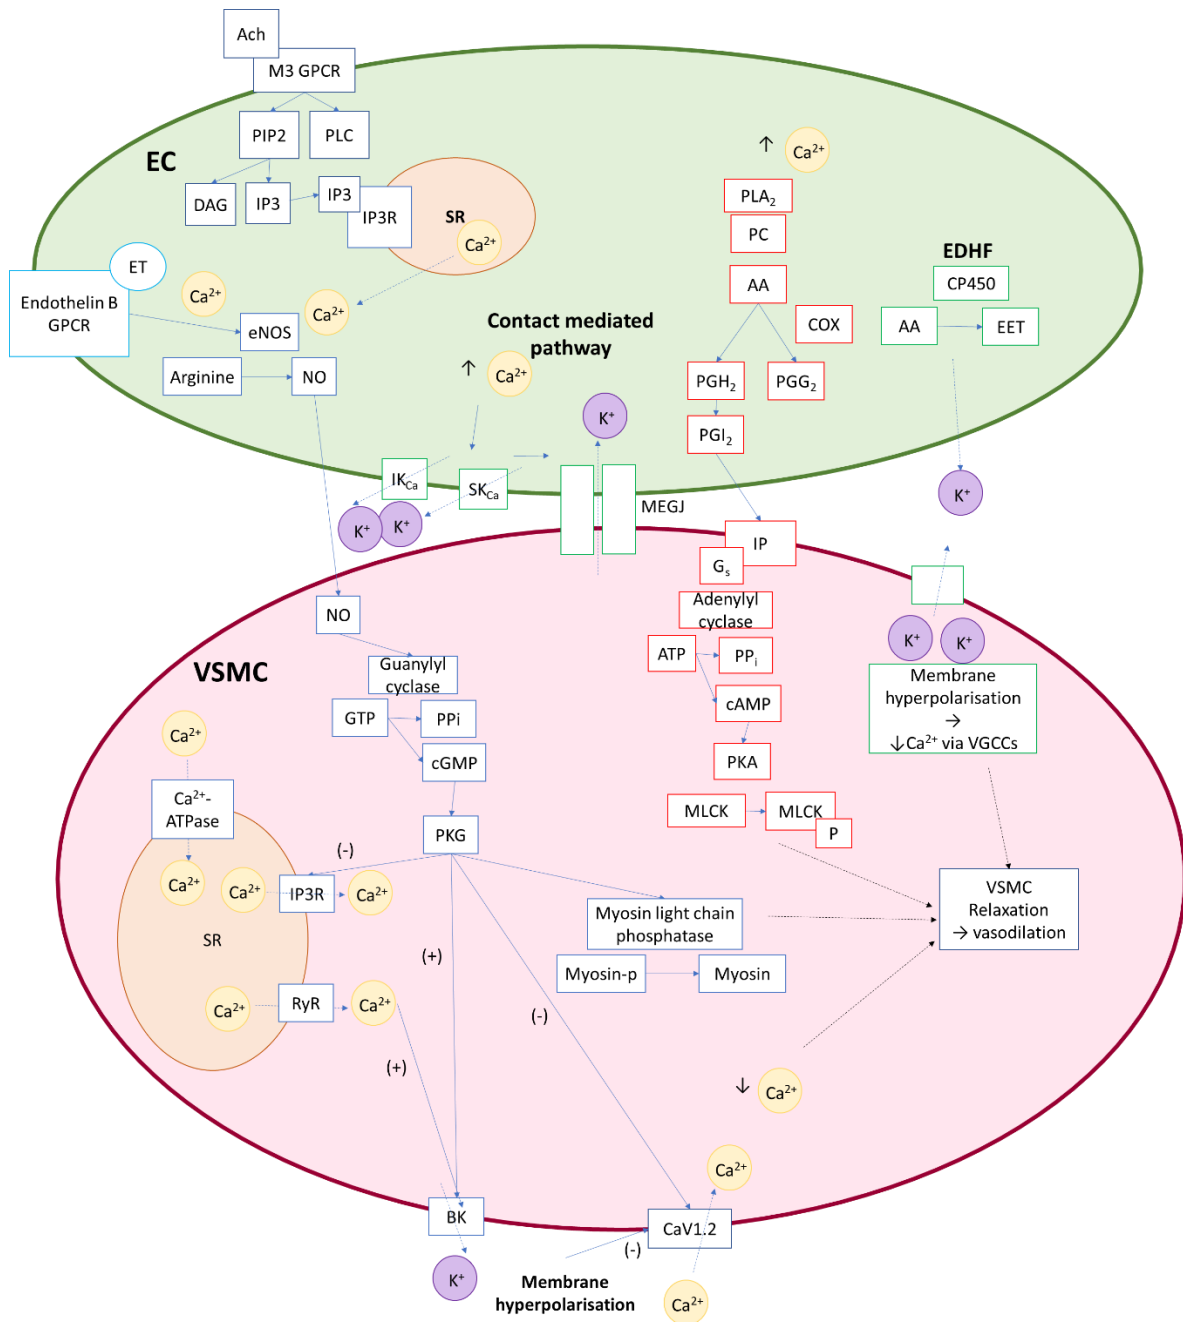 Ach
M3 GPCR
PIP2
PLC
EC
DAG
IP3
IP3
IP3R
SR
Ca²⁺
ET
Endothelin B
GPCR
Ca²⁺
Ca²⁺
eNOS
Arginine
NO
↑ Ca²⁺
PLA₂
PC
AA
COX
PGH₂
PGG₂
PGI₂
EDHF
CP450
AA
EET
Contact mediated
pathway
↑ Ca²⁺
K⁺
IK_Ca
SK_Ca
K⁺
K⁺
MEGJ
K⁺
IP
Gₛ
Adenylyl
cyclase
ATP
PPᵢ
cAMP
PKA
MLCK
MLCK
P
K⁺
K⁺
Membrane
hyperpolarisation
→
↓Ca²⁺ via VGCCs
NO
VSMC
Guanylyl
cyclase
GTP
PPi
cGMP
PKG
Ca²⁺
Ca²⁺-
ATPase
Ca²⁺
Ca²⁺
IP3R
Ca²⁺
(-)
SR
Ca²⁺
RyR
Ca²⁺
(+)
(+)
(-)
Myosin light chain
phosphatase
Myosin-p
Myosin
VSMC
Relaxation
→ vasodilation
↓ Ca²⁺
Ca²⁺
BK
CaV1.2
K⁺
(-)
Membrane
hyperpolarisation
Ca²⁺